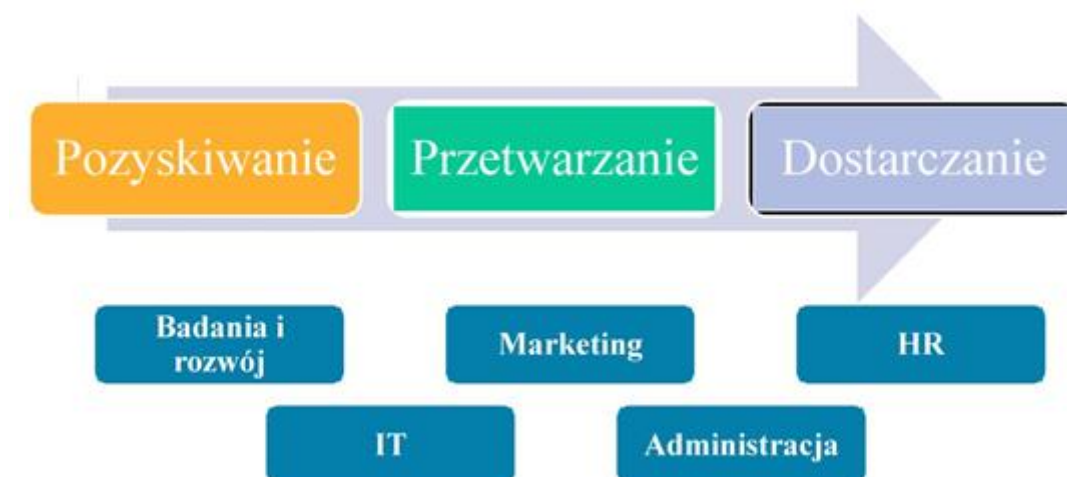 Pozyskiwanie
Przetwarzanie
Dostarczanie
Badania i
rozwój
Marketing
HR
IT
Administracja